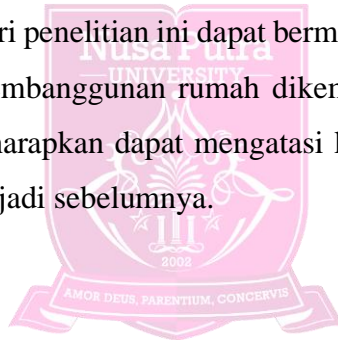 ri penelitian ini dapat berm
Nusa Putra
UNIVERSITY
mbanggunan rumah diken
arapkan dapat mengatasi
jadi sebelumnya.
2002
AMOR DEUS, PARENTIUM, CONCERVIS